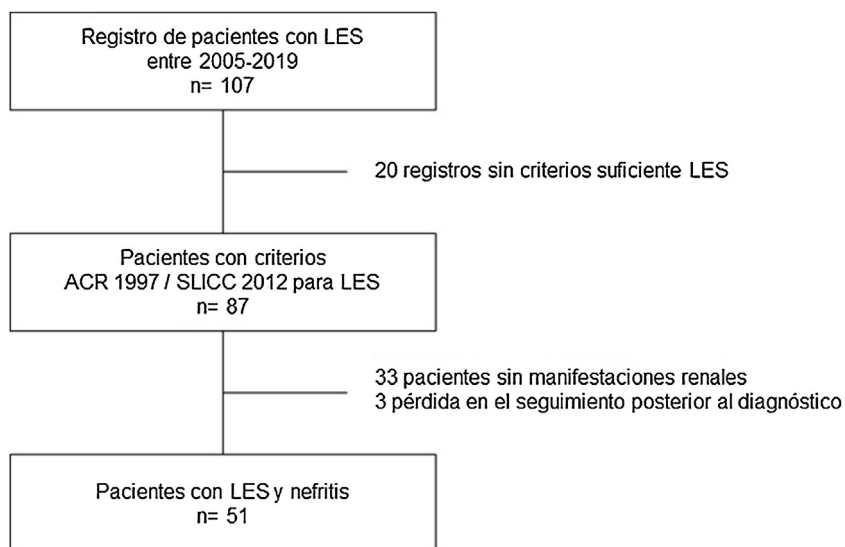 Registro de pacientes con LES
entre 2005-2019
n= 107
20 registros sin criterios suficiente LES
Pacientes con criterios
ACR 1997 / SLICC 2012 para LES
n= 87
33 pacientes sin manifestaciones renales
3 pérdida en el seguimiento posterior al diagnóstico
Pacientes con LES y nefritis
n= 51